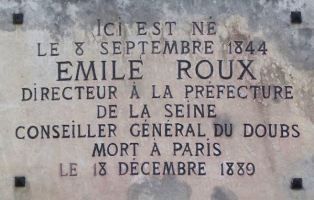 ICI EST NÉ
LE 8 SEPTEMBRE 1844
EMILE ROUX
DIRECTEUR À LA PRÉFECTURE
DE LA SEINE
CONSEILLER GÉNÉRAL DU DOUBS
MORT À PARIS
LE 18 DÉCEMBRE 1889